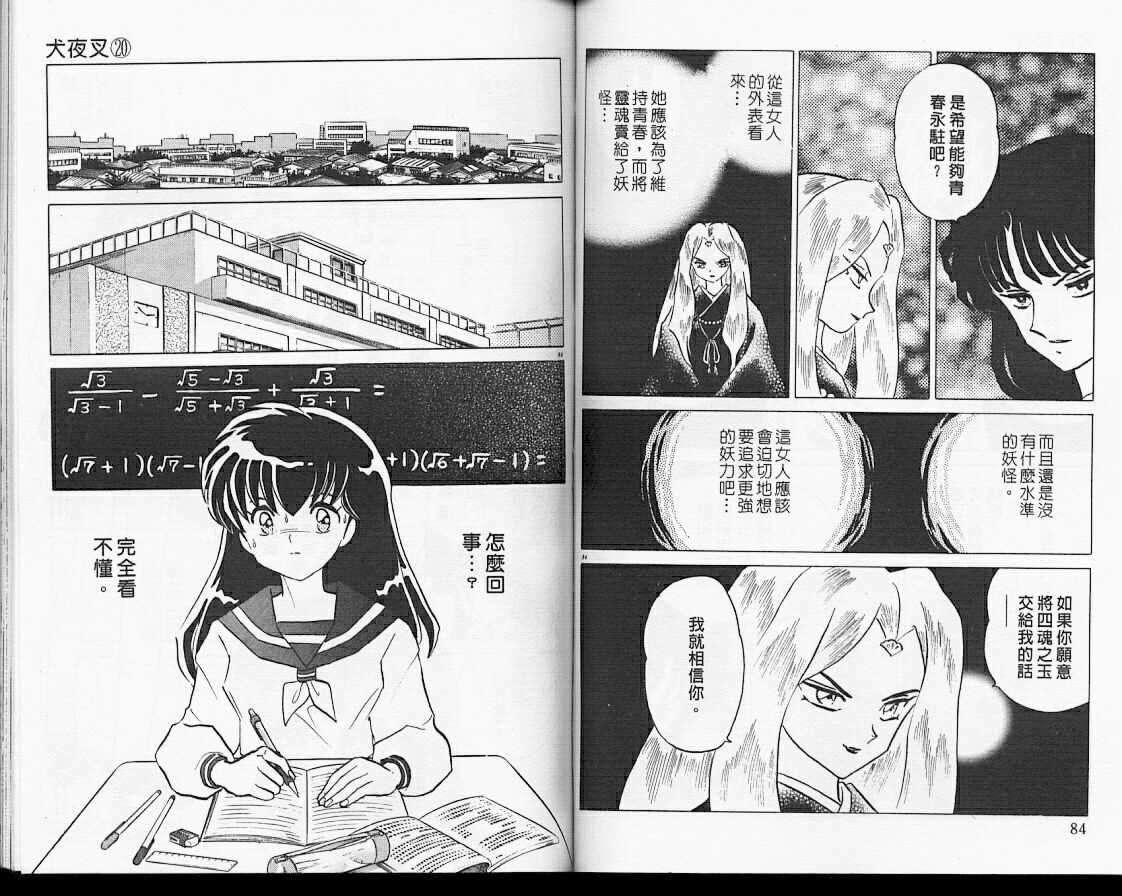 是希望能夠青
春永駐吧？
從這女人
的外表看
來…
她應該為了維
持青春，而將
靈魂賣給了妖
怪…
而且還是沒
有什麼水準
的妖怪。
這女人應該
會迫切地想
要追求更強
的妖力吧…
如果你願意
將四魂之玉
交給我的話
——
我就相信你。
84
犬夜叉⑳
√3/(√3-1) - (√5-√3)/(√5+√3) + √3/(√3+1) =
(√7+1)(√7-1 +1)(√6+√7-1)=
怎麼回
事…？
完全看
不懂。